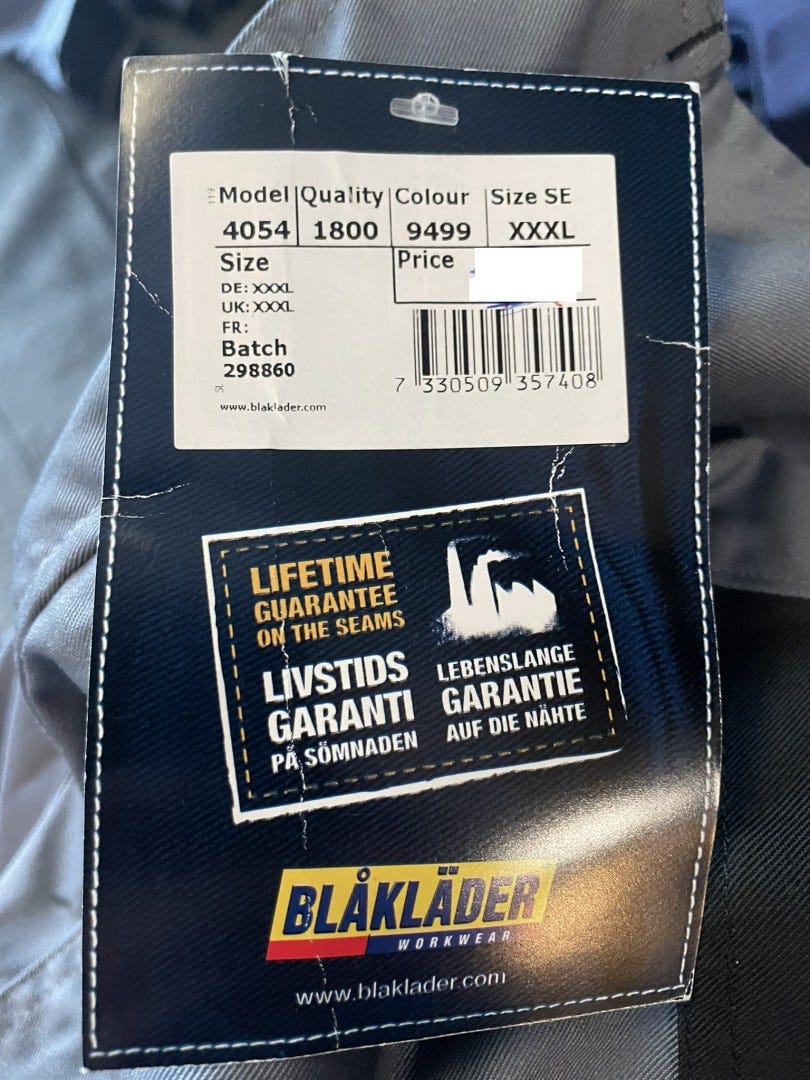 Model Quality Colour Size SE
4054 1800 9499 XXXL
Size Price
DE: XXXL
UK: XXXL
FR:
Batch
298860
7 330509 357408
www.blaklader.com
LIFETIME
GUARANTEE
ON THE SEAMS
LIVSTIDS
GARANTI
PÅ SÖMNADEN
LEBENSLANGE
GARANTIE
AUF DIE NÄHTE
BLÅKLÄDER
WORKWEAR
www.blaklader.com